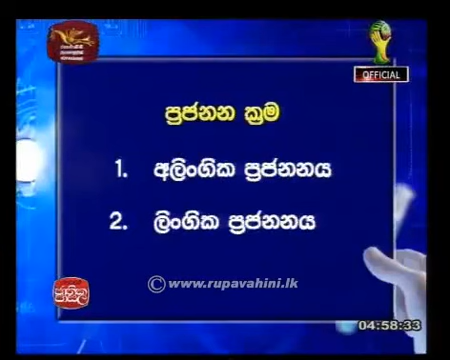 OFFICIAL
ප්‍රජනන ක්‍රම
1. අලිංගික ප්‍රජනනය
2. ලිංගික ප්‍රජනනය
© www.rupavahini.lk
04:58:33